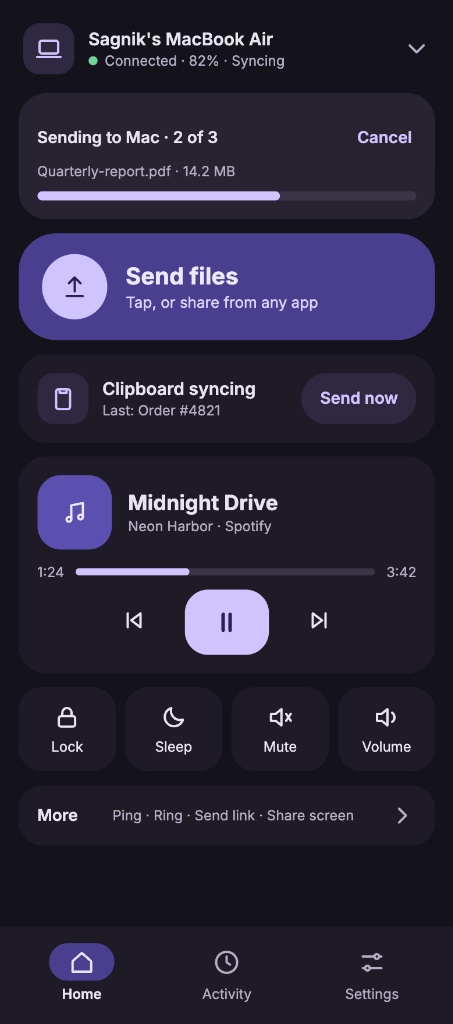 Sagnik's MacBook Air
Connected · 82% · Syncing
Sending to Mac · 2 of 3
Cancel
Quarterly-report.pdf · 14.2 MB
Send files
Tap, or share from any app
Clipboard syncing
Last: Order #4821
Send now
Midnight Drive
Neon Harbor · Spotify
1:24
3:42
Lock
Sleep
Mute
Volume
More
Ping · Ring · Send link · Share screen
Home
Activity
Settings